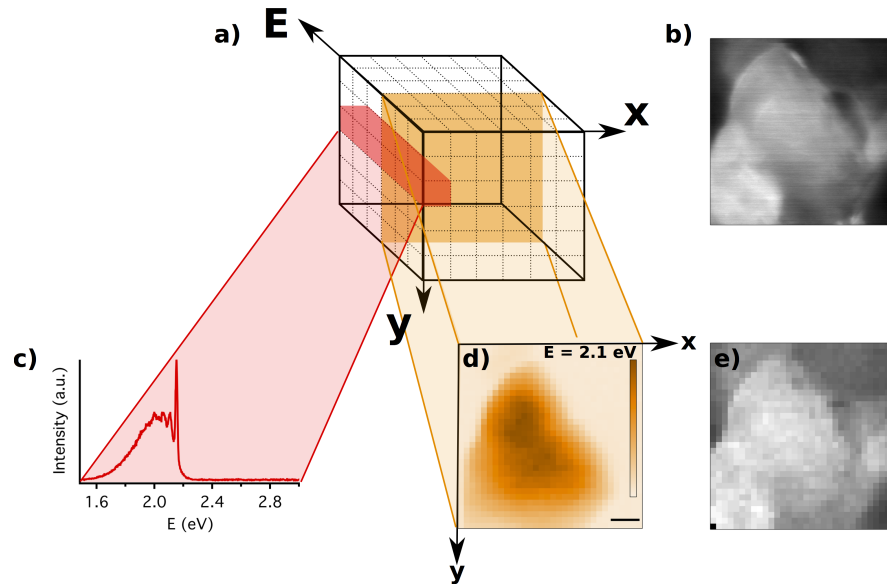 a)
E
b)
x
y
c)
Intensity (a.u.)
1.6
2.0
2.4
2.8
E (eV)
d)
E = 2.1 eV
x
y
e)